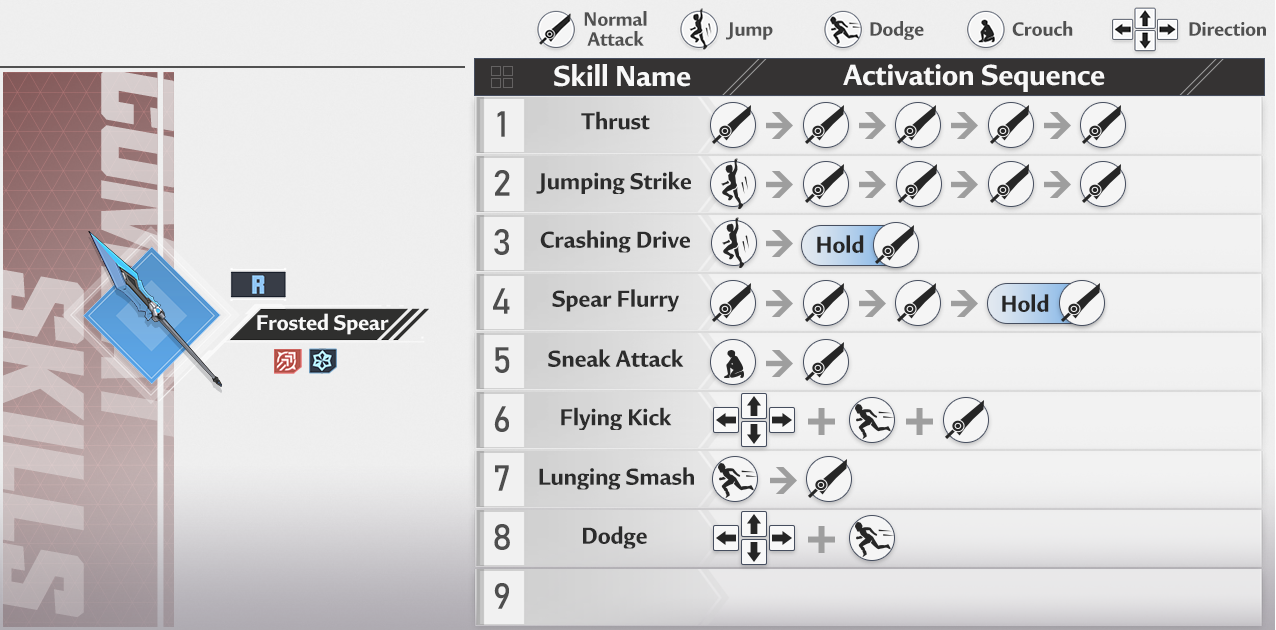 Normal
Attack
Jump
Dodge
Crouch
Direction
Skill Name
Activation Sequence
1 Thrust
2 Jumping Strike
3 Crashing Drive Hold
4 Spear Flurry Hold
5 Sneak Attack
6 Flying Kick
7 Lunging Smash
8 Dodge
9
R
Frosted Spear
SKILLS